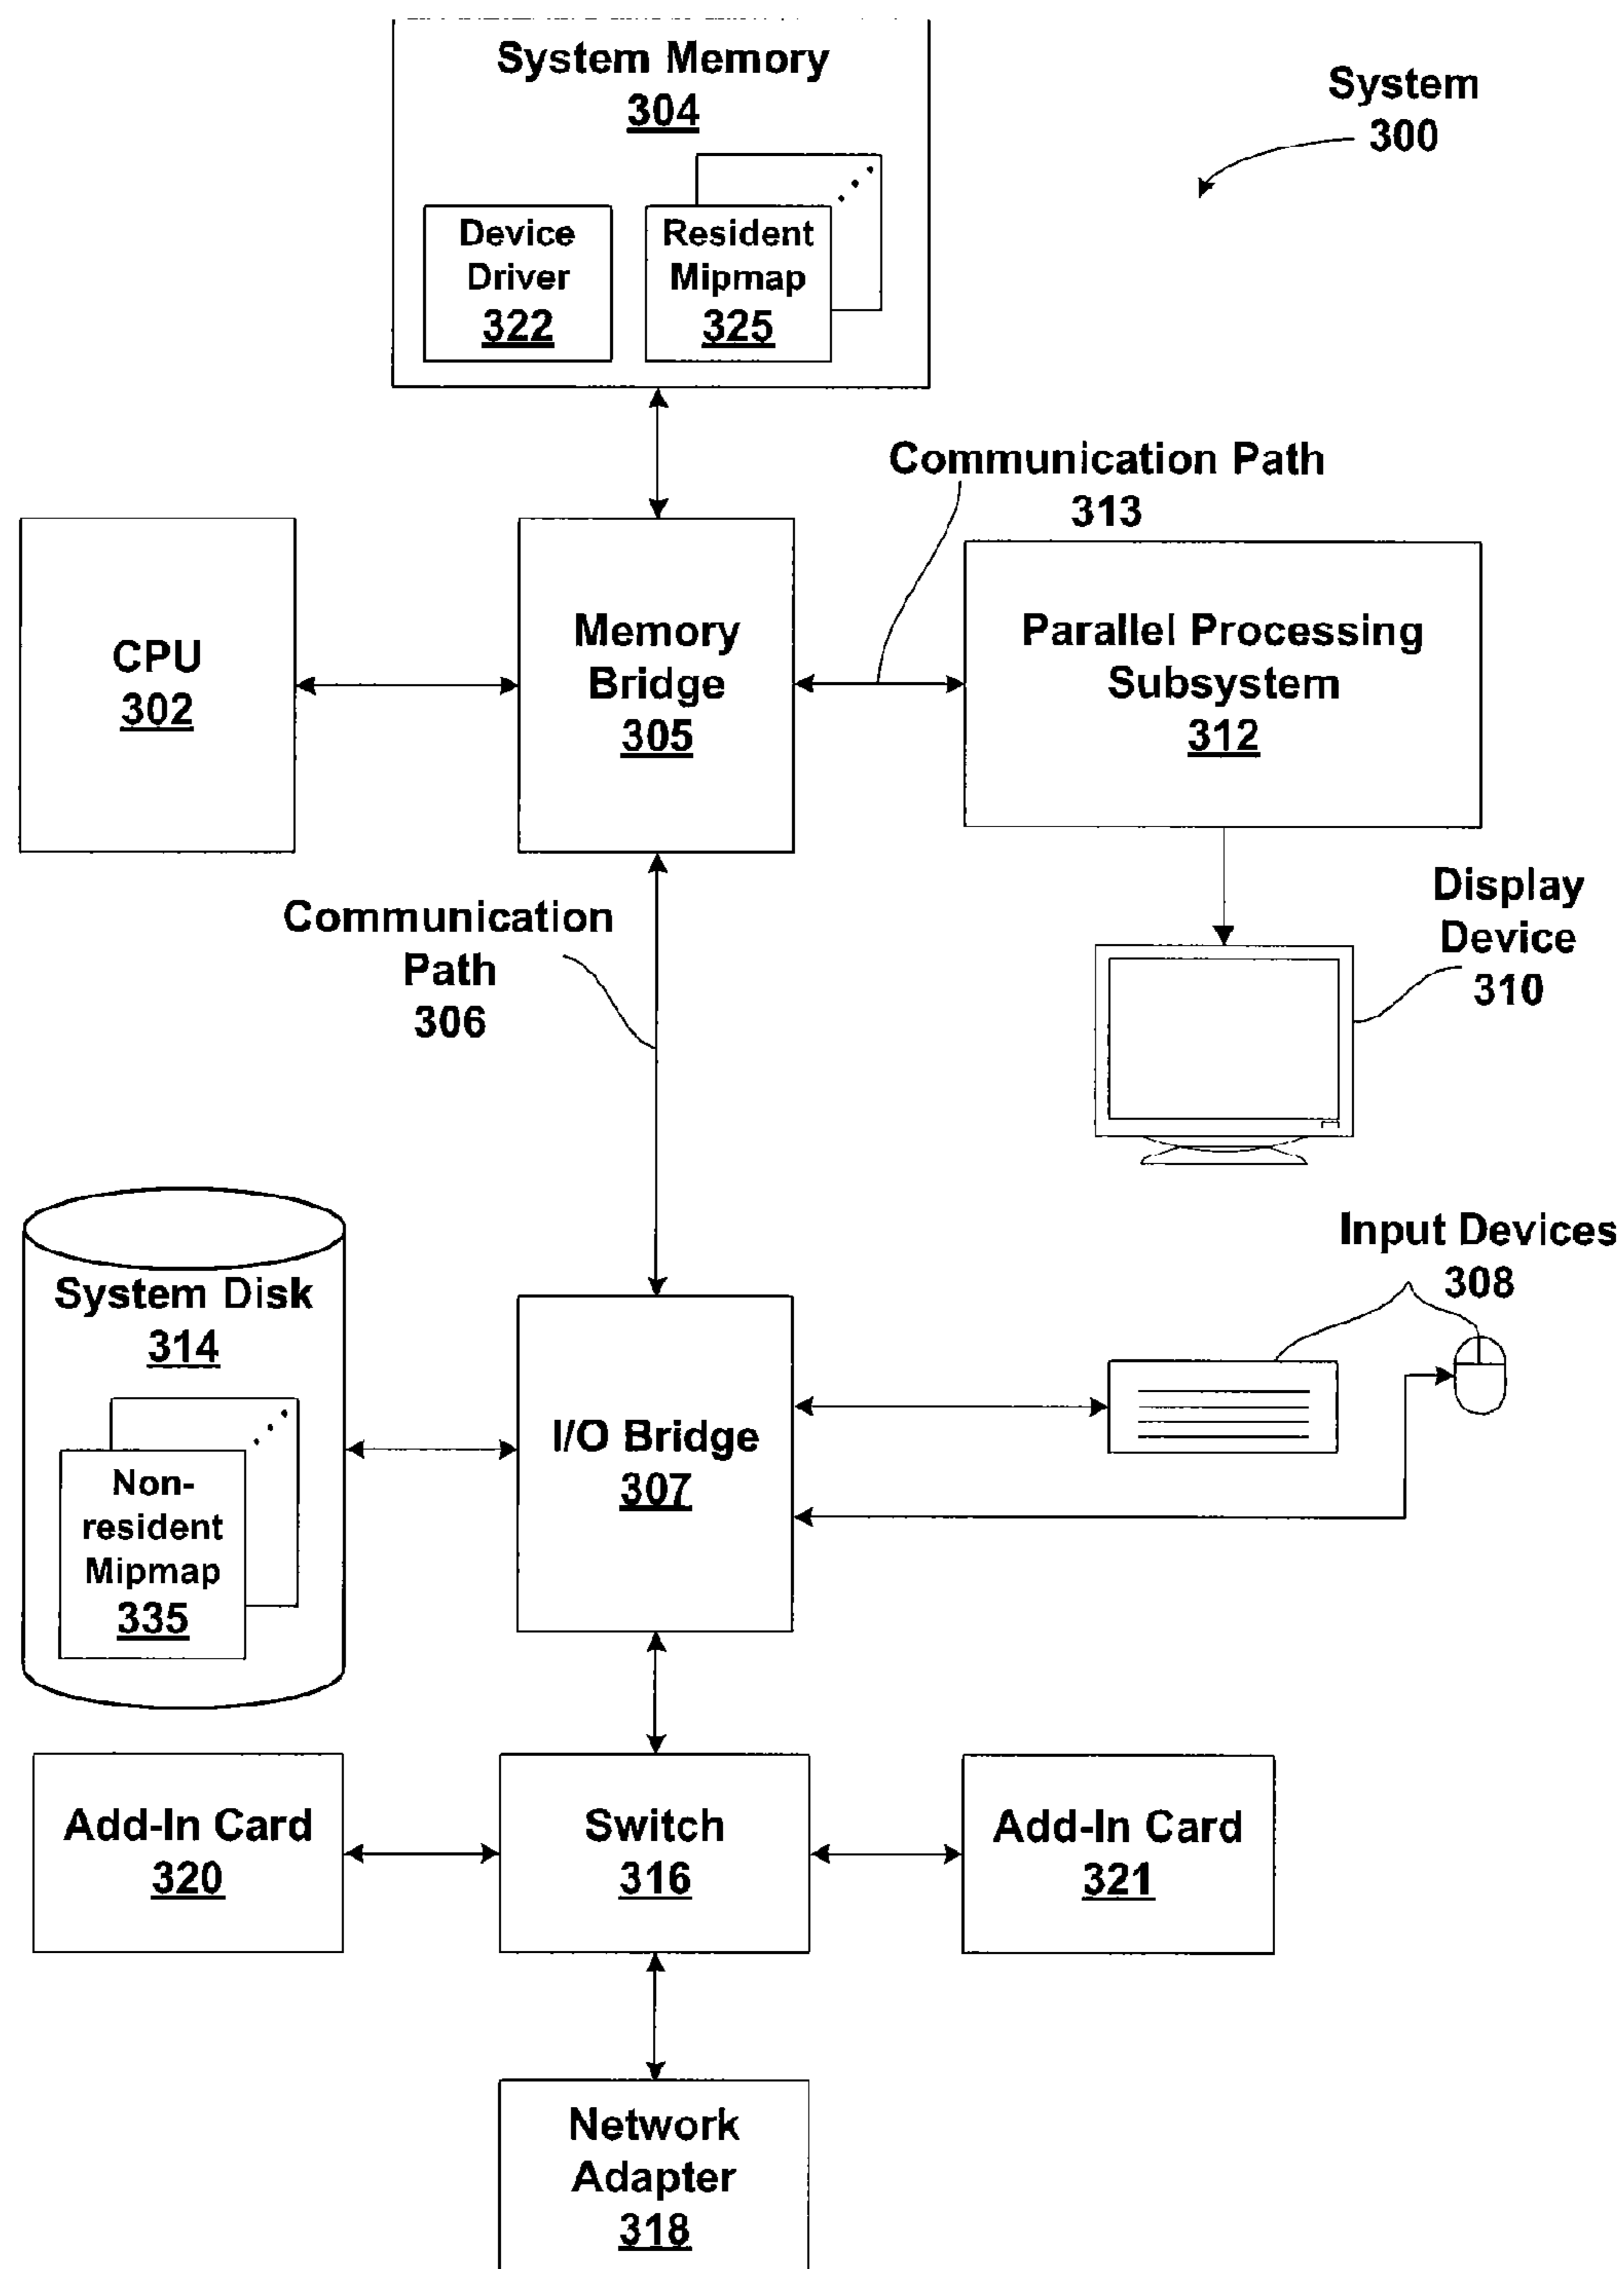 System Memory
304
System
300
Device
Driver
322
Resident
Mipmap
325
Communication Path
313
CPU
302
Memory
Bridge
305
Parallel Processing
Subsystem
312
Communication
Path
306
Display
Device
310
System Disk
314
Non-
resident
Mipmap
335
I/O Bridge
307
Input Devices
308
Add-In Card
320
Switch
316
Add-In Card
321
Network
Adapter
318